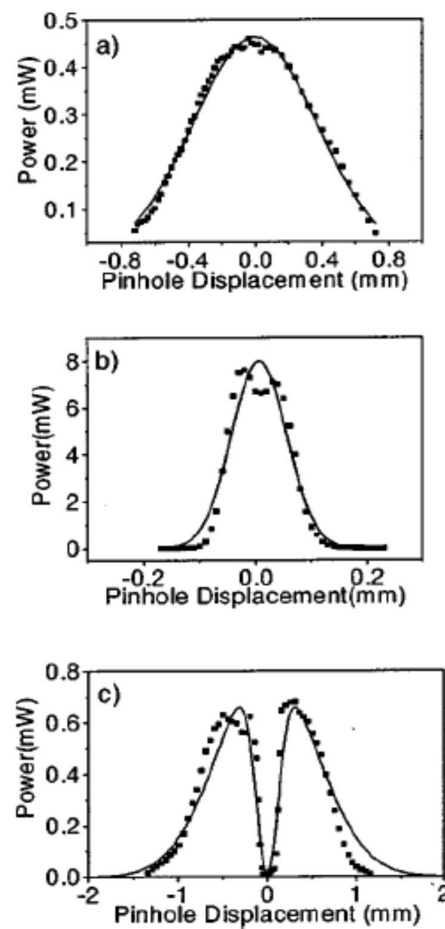 a)
Power (mW)
0.5
0.4
0.3
0.2
0.1
-0.8 -0.4 0.0 0.4 0.8
Pinhole Displacement (mm)
b)
Power(mW)
8
6
4
2
0
-0.2 0.0 0.2
Pinhole Displacement(mm)
c)
Power(mW)
0.8
0.6
0.4
0.2
0.0
-2 -1 0 1 2
Pinhole Displacement (mm)